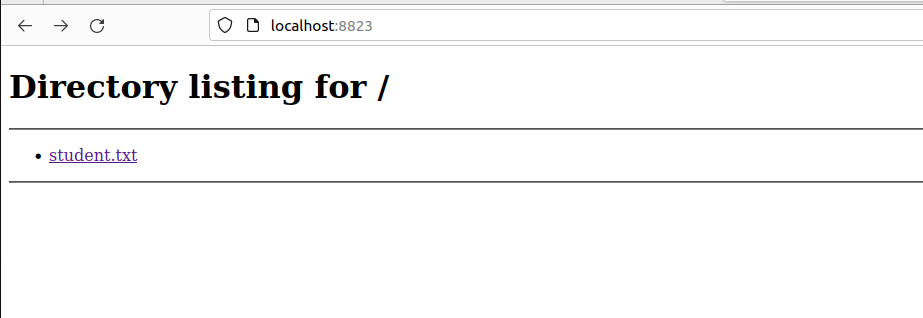 localhost:8823
Directory listing for /
• student.txt